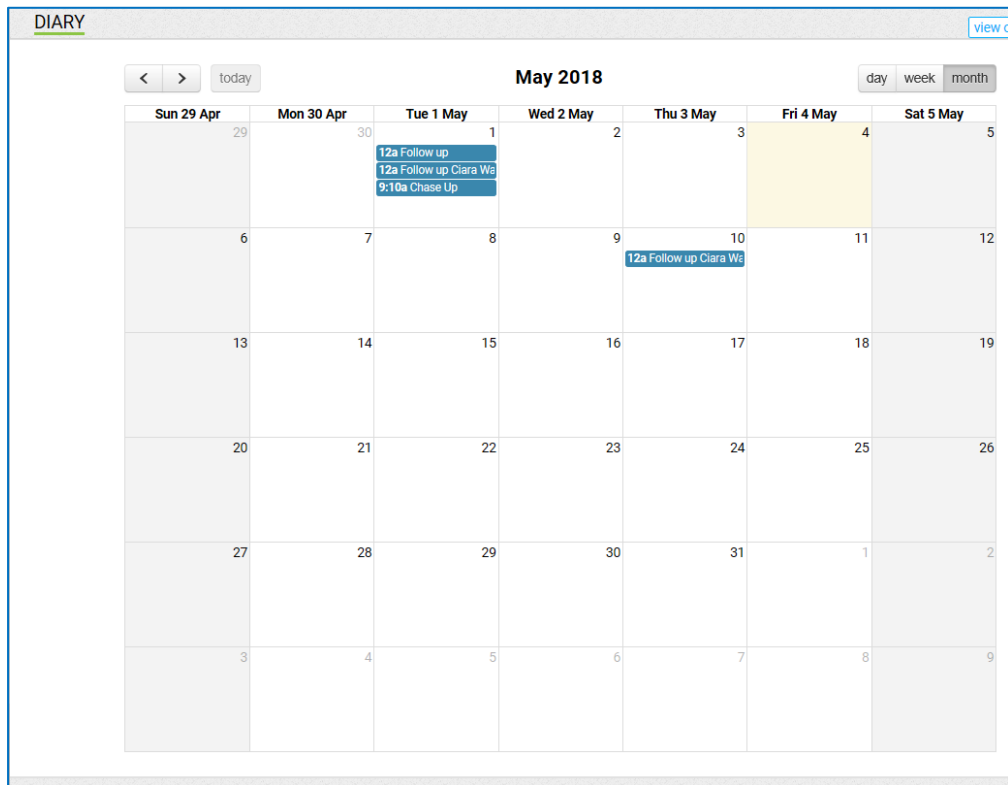 DIARY
view
< > today May 2018 day week month
Sun 29 Apr Mon 30 Apr Tue 1 May Wed 2 May Thu 3 May Fri 4 May Sat 5 May
29 30 1 2 3 4 5
12a Follow up
12a Follow up Ciara Wa
9:10a Chase Up
6 7 8 9 10 11 12
12a Follow up Ciara Wa
13 14 15 16 17 18 19
20 21 22 23 24 25 26
27 28 29 30 31 1 2
3 4 5 6 7 8 9